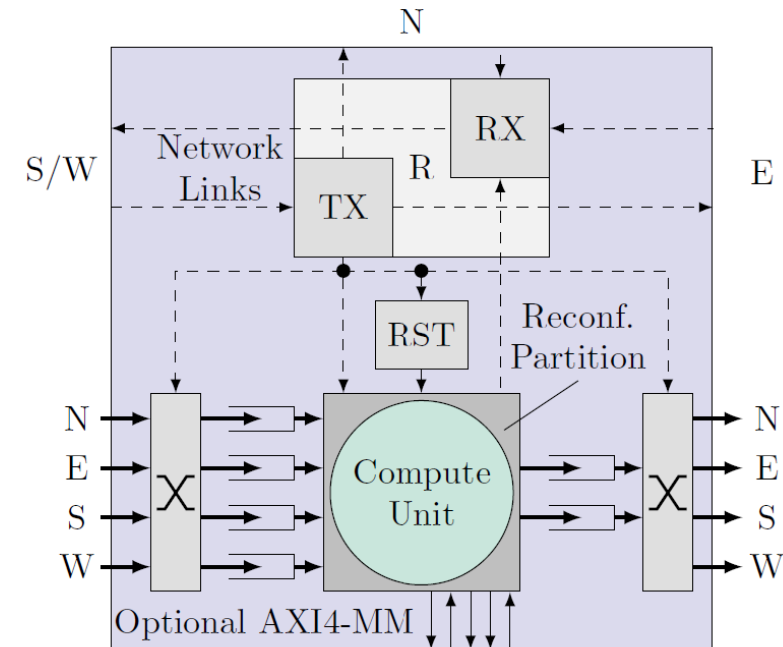 N
RX
S/W
Network
Links
R
E
TX
RST
Reconf.
Partition
N
E
S
W
Compute
Unit
N
E
S
W
Optional AXI4-MM